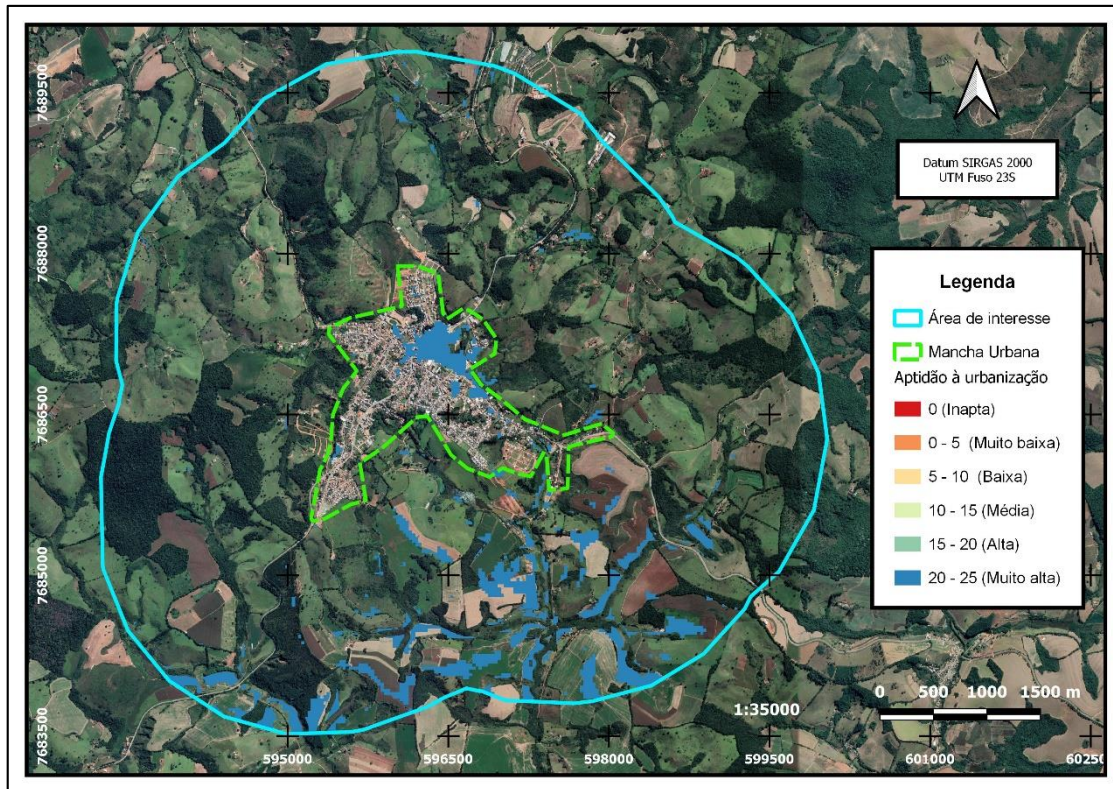 Datum SIRGAS 2000
UTM Fuso 23S
Legenda
Área de interesse
Mancha Urbana
Aptidão à urbanização
0 (Inapta)
0 - 5 (Muito baixa)
5 - 10 (Baixa)
10 - 15 (Média)
15 - 20 (Alta)
20 - 25 (Muito alta)
7689500
7688000
7686500
7685000
7683500
0 500 1000 1500 m
1:35000
595000 596500 598000 599500 601000 60250